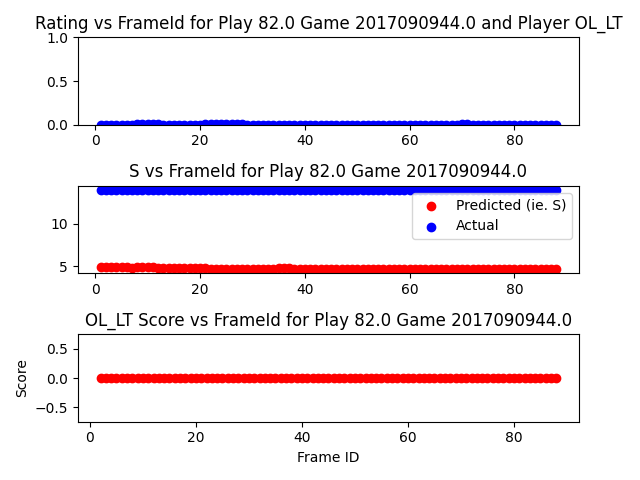 Rating vs FrameId for Play 82.0 Game 2017090944.0 and Player OL_LT
1.0
0.5
0.0
0 20 40 60 80
S vs FrameId for Play 82.0 Game 2017090944.0
10
5
Predicted (ie. S)
Actual
0 20 40 60 80
OL_LT Score vs FrameId for Play 82.0 Game 2017090944.0
Score
0.5
0.0
−0.5
0 20 40 60 80
Frame ID